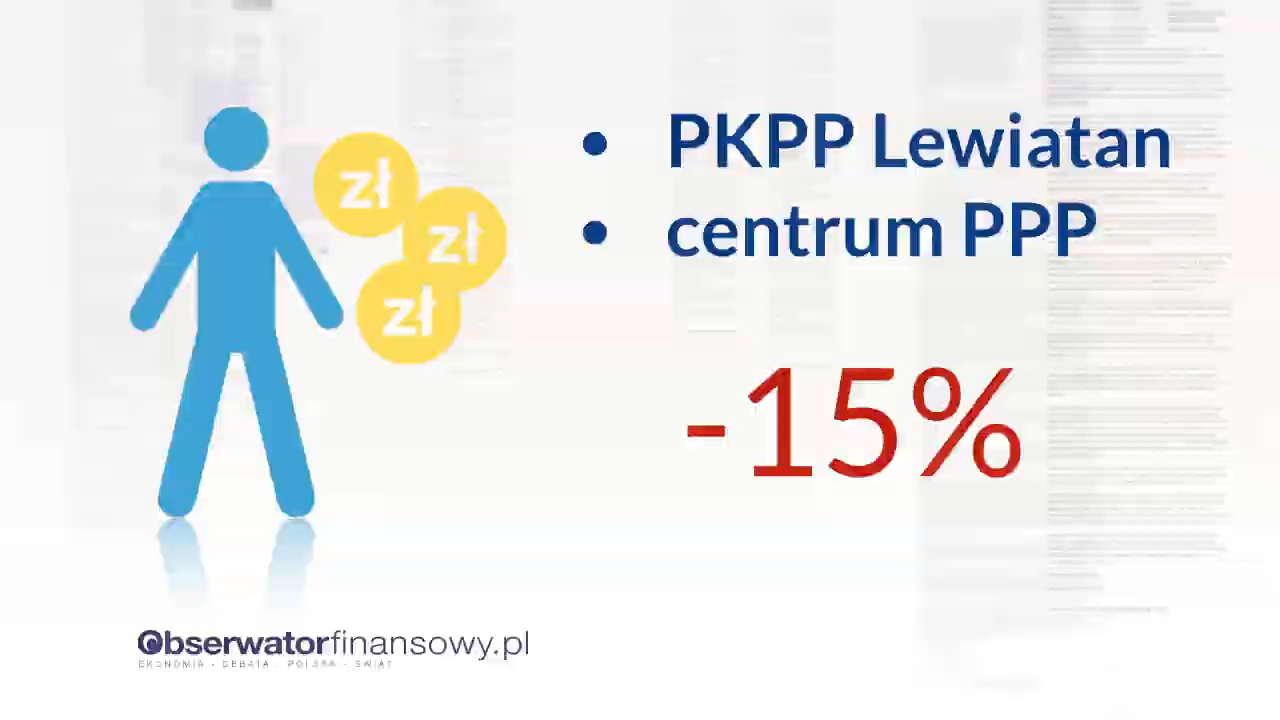 zł
zł
zł
• PKPP Lewiatan
• centrum PPP
-15%
Obserwatorfinansowy.pl
EKONOMIA · DEBATA · POLSKA · ŚWIAT